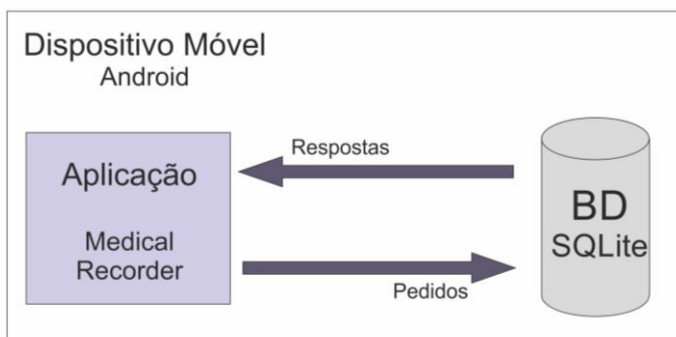 Dispositivo Móvel
Android
Aplicação
Medical
Recorder
Respostas
Pedidos
BD
SQLite